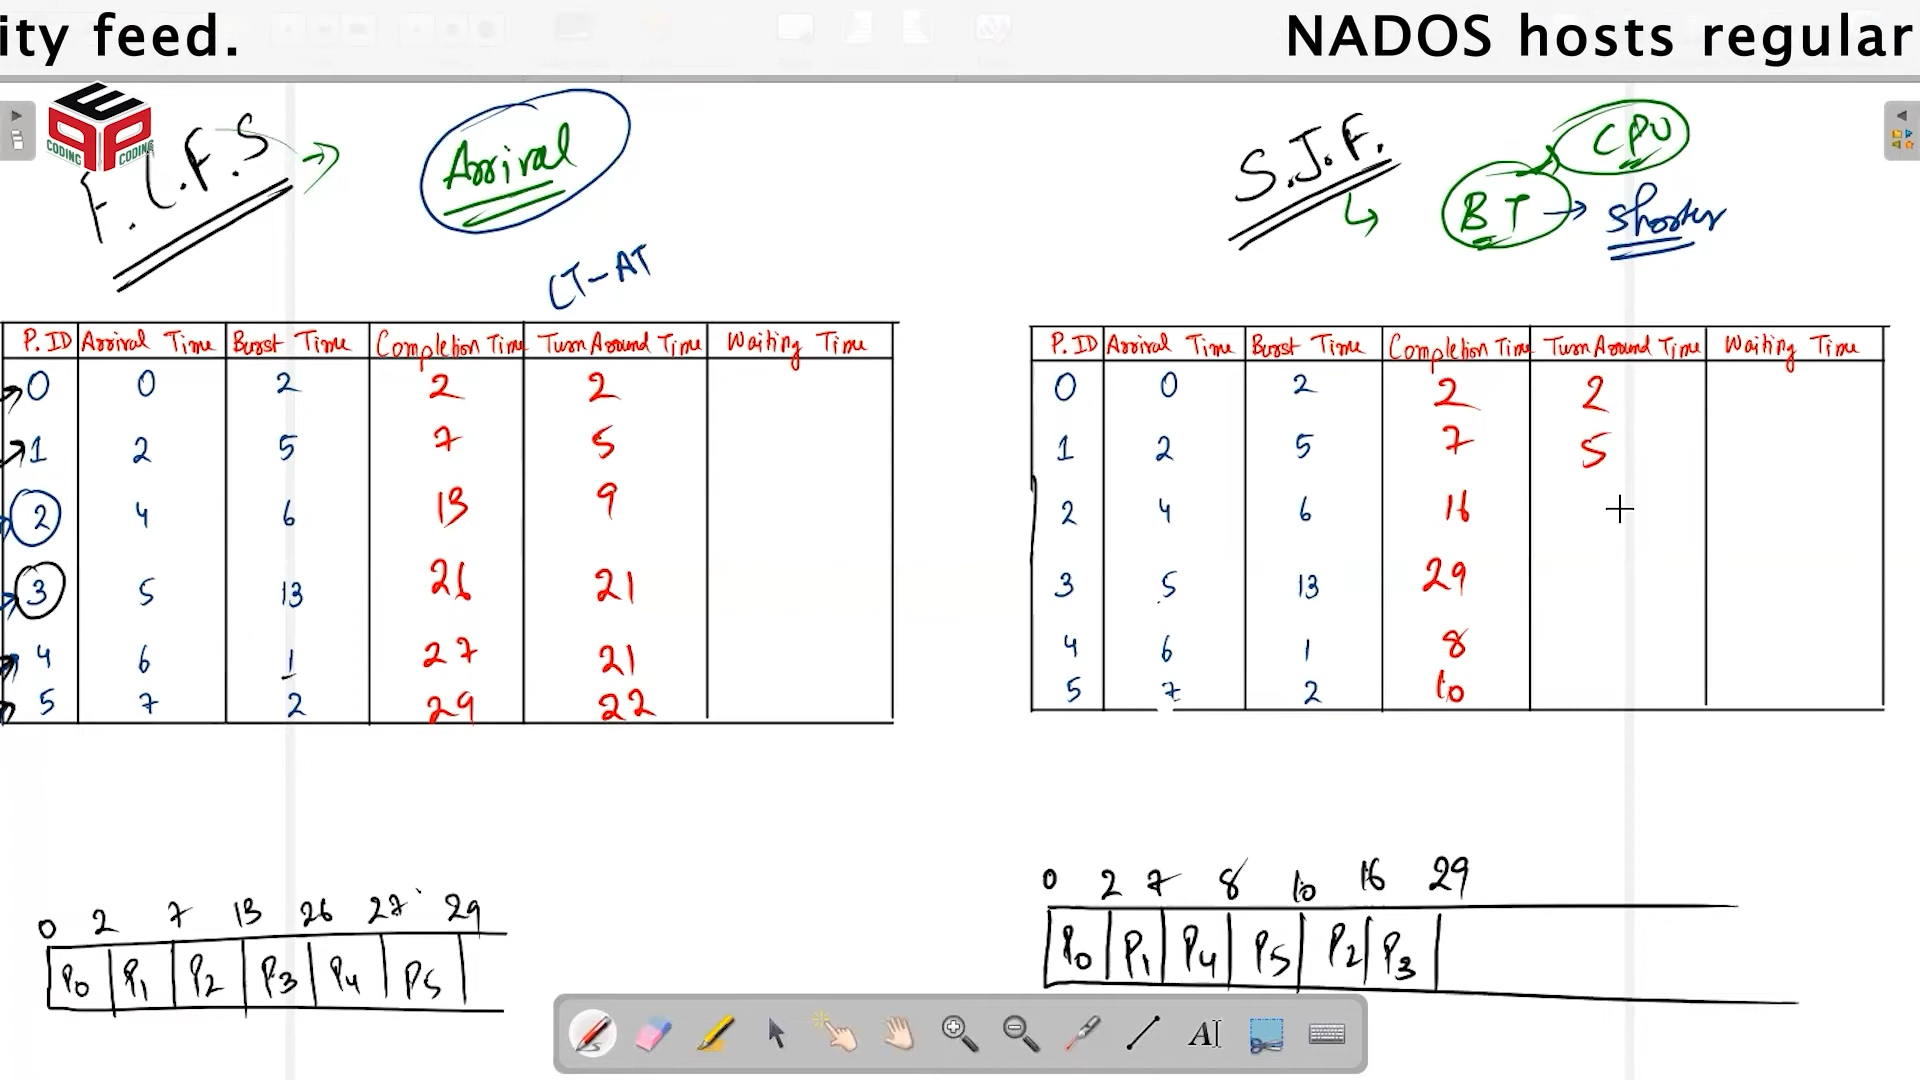 ity feed. NADOS hosts regular
CODING CODING
F.C.F.S → Arrival
CT-AT
P.ID Arrival Time Burst Time Completion Time Turn Around Time Waiting Time
0 0 2 2 2
1 2 5 7 5
2 4 6 13 9
3 5 13 26 21
4 6 1 27 21
5 7 2 29 22
0 2 7 13 26 27 29
P0 P1 P2 P3 P4 P5
S.J.F.
CPU
BT → Shorter
P.ID Arrival Time Burst Time Completion Time Turn Around Time Waiting Time
0 0 2 2 2
1 2 5 7 5
2 4 6 16
3 5 13 29
4 6 1 8
5 7 2 10
0 2 7 8 10 16 29
P0 P1 P4 P5 P2 P3
AI